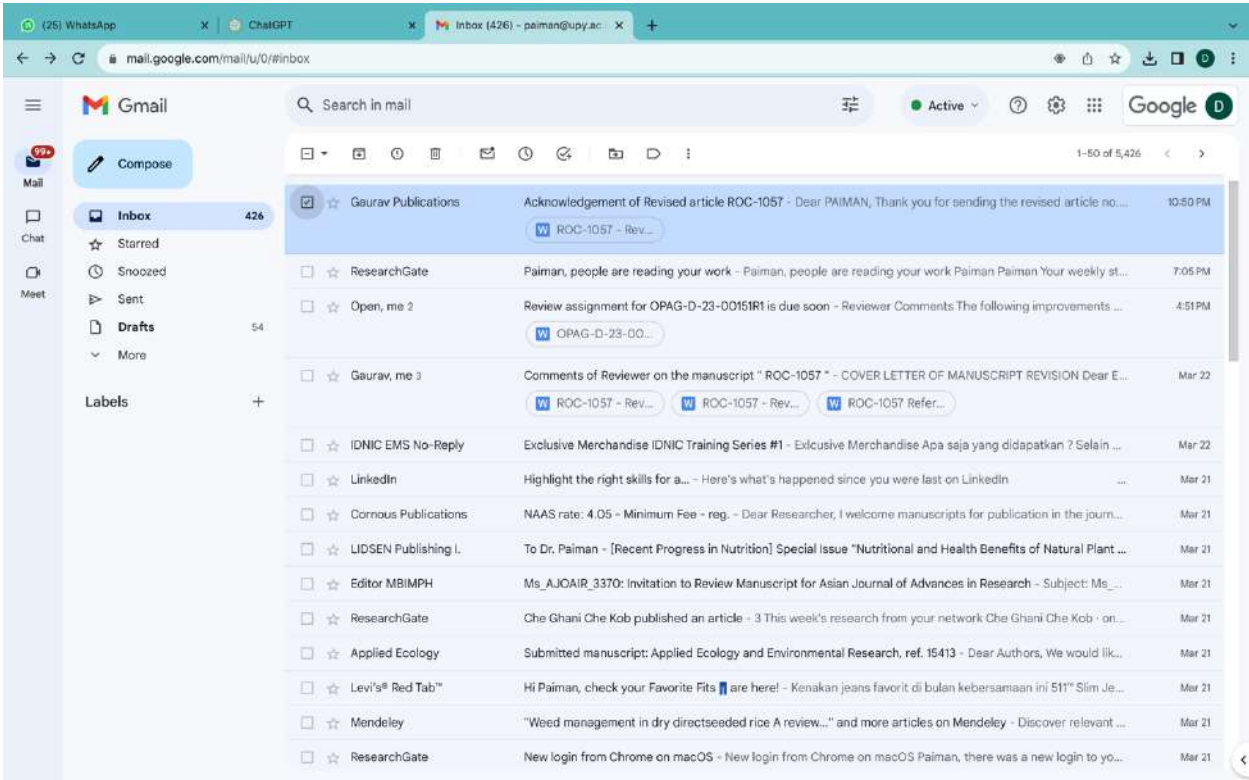 (25) WhatsApp
ChatGPT
Inbox (426) - paiman@upy.ac
mail.google.com/mail/u/0/#inbox
Gmail
Search in mail
Active
Google
D
99+
Mail
Chat
Meet
Compose
Inbox 426
Starred
Snoozed
Sent
Drafts 54
More
Labels
1–50 of 5,426
Gaurav Publications Acknowledgement of Revised article ROC-1057 - Dear PAIMAN, Thank you for sending the revised article no.... 10:50 PM
ROC-1057 - Rev...
ResearchGate Paiman, people are reading your work - Paiman, people are reading your work Paiman Paiman Your weekly st... 7:05 PM
Open, me 2 Review assignment for OPAG-D-23-00151R1 is due soon - Reviewer Comments The following improvements ... 4:51 PM
OPAG-D-23-00...
Gaurav, me 3 Comments of Reviewer on the manuscript " ROC-1057 " - COVER LETTER OF MANUSCRIPT REVISION Dear E... Mar 22
ROC-1057 - Rev... ROC-1057 - Rev... ROC-1057 Refer...
IDNIC EMS No-Reply Exclusive Merchandise IDNIC Training Series #1 - Exlcusive Merchandise Apa saja yang didapatkan ? Selain ... Mar 22
LinkedIn Highlight the right skills for a... - Here's what's happened since you were last on LinkedIn ... Mar 21
Cornous Publications NAAS rate: 4.05 - Minimum Fee - reg. - Dear Researcher, I welcome manuscripts for publication in the journ... Mar 21
LIDSEN Publishing I. To Dr. Paiman - [Recent Progress in Nutrition] Special Issue "Nutritional and Health Benefits of Natural Plant ... Mar 21
Editor MBIMPH Ms_AJOAIR_3370: Invitation to Review Manuscript for Asian Journal of Advances in Research - Subject: Ms_... Mar 21
ResearchGate Che Ghani Che Kob published an article - 3 This week's research from your network Che Ghani Che Kob · on... Mar 21
Applied Ecology Submitted manuscript: Applied Ecology and Environmental Research, ref. 15413 - Dear Authors, We would lik... Mar 21
Levi's® Red Tab™ Hi Paiman, check your Favorite Fits are here! - Kenakan jeans favorit di bulan kebersamaan ini 511™ Slim Je... Mar 21
Mendeley "Weed management in dry directseeded rice A review..." and more articles on Mendeley - Discover relevant ... Mar 21
ResearchGate New login from Chrome on macOS - New login from Chrome on macOS Paiman, there was a new login to yo... Mar 21